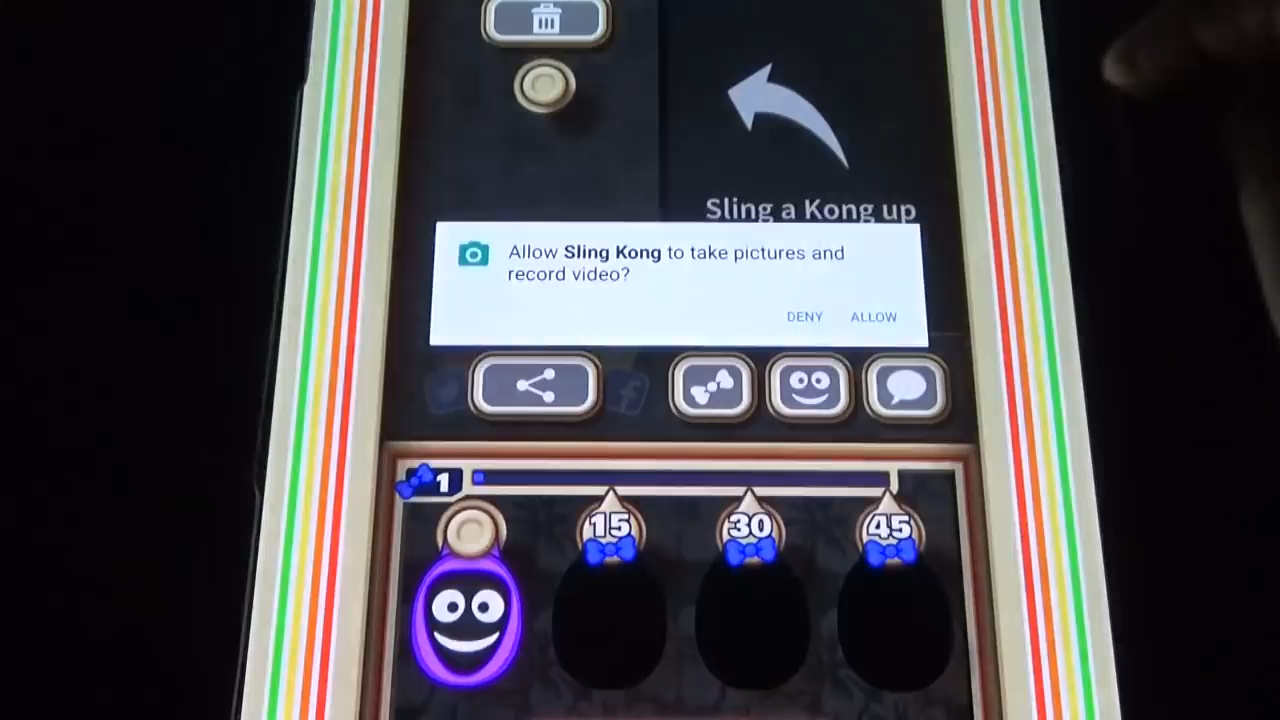 Sling a Kong up
Allow Sling Kong to take pictures and
record video?
DENY ALLOW
1
15 30 45